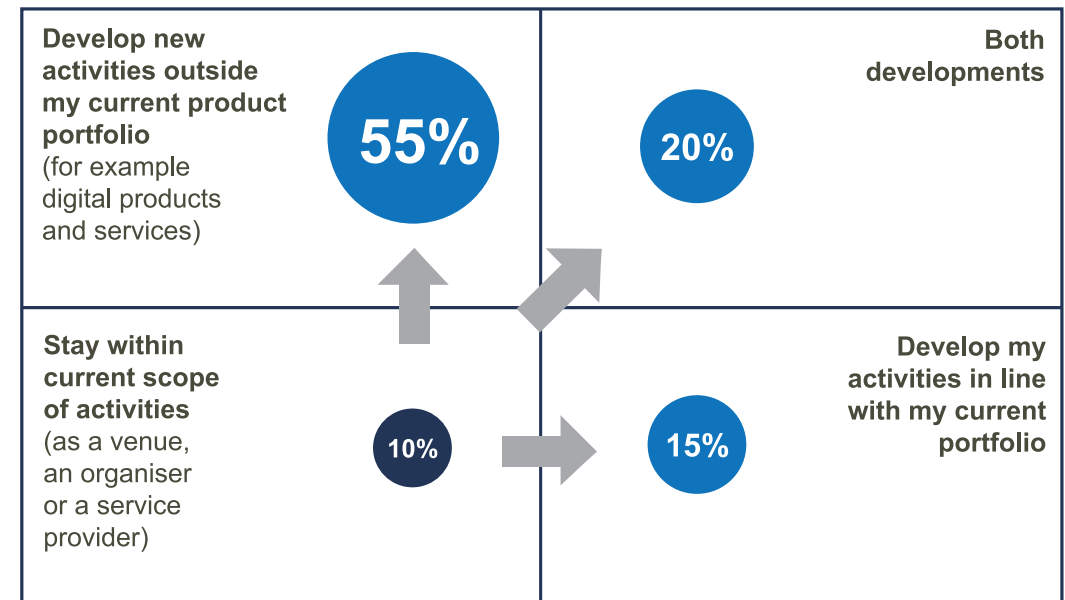 Develop new
activities outside
my current product
portfolio
(for example
digital products
and services)
55%
Both
developments
20%
Stay within
current scope
of activities
(as a venue,
an organiser
or a service
provider)
10%
Develop my
activities in line
with my current
portfolio
15%